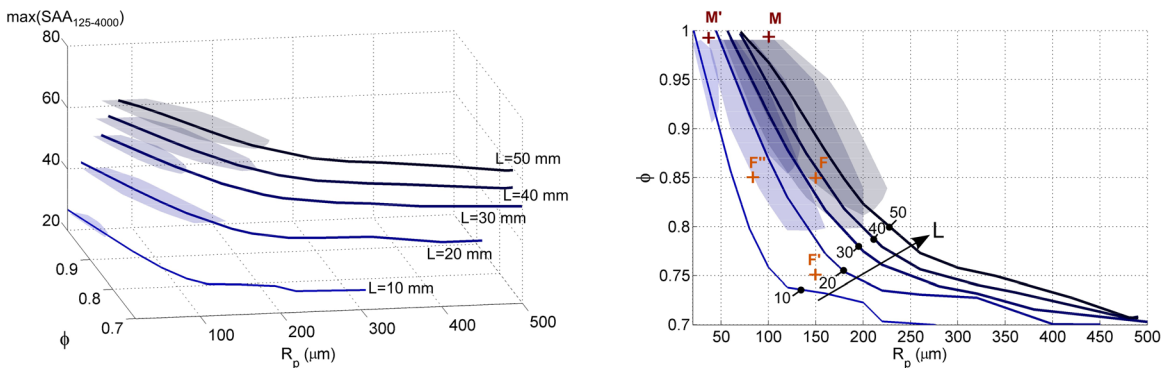 max(SAA125-4000)
80
60
40
20
0.9
0.8
0.7
ϕ
100
200
300
400
500
Rp (μm)
L=50 mm
L=40 mm
L=30 mm
L=20 mm
L=10 mm
M' M
1
0.95
0.9
0.85
0.8
0.75
0.7
ϕ
F'' F
F'
10
20
30
40
50
L
50 100 150 200 250 300 350 400 450 500
Rp (μm)